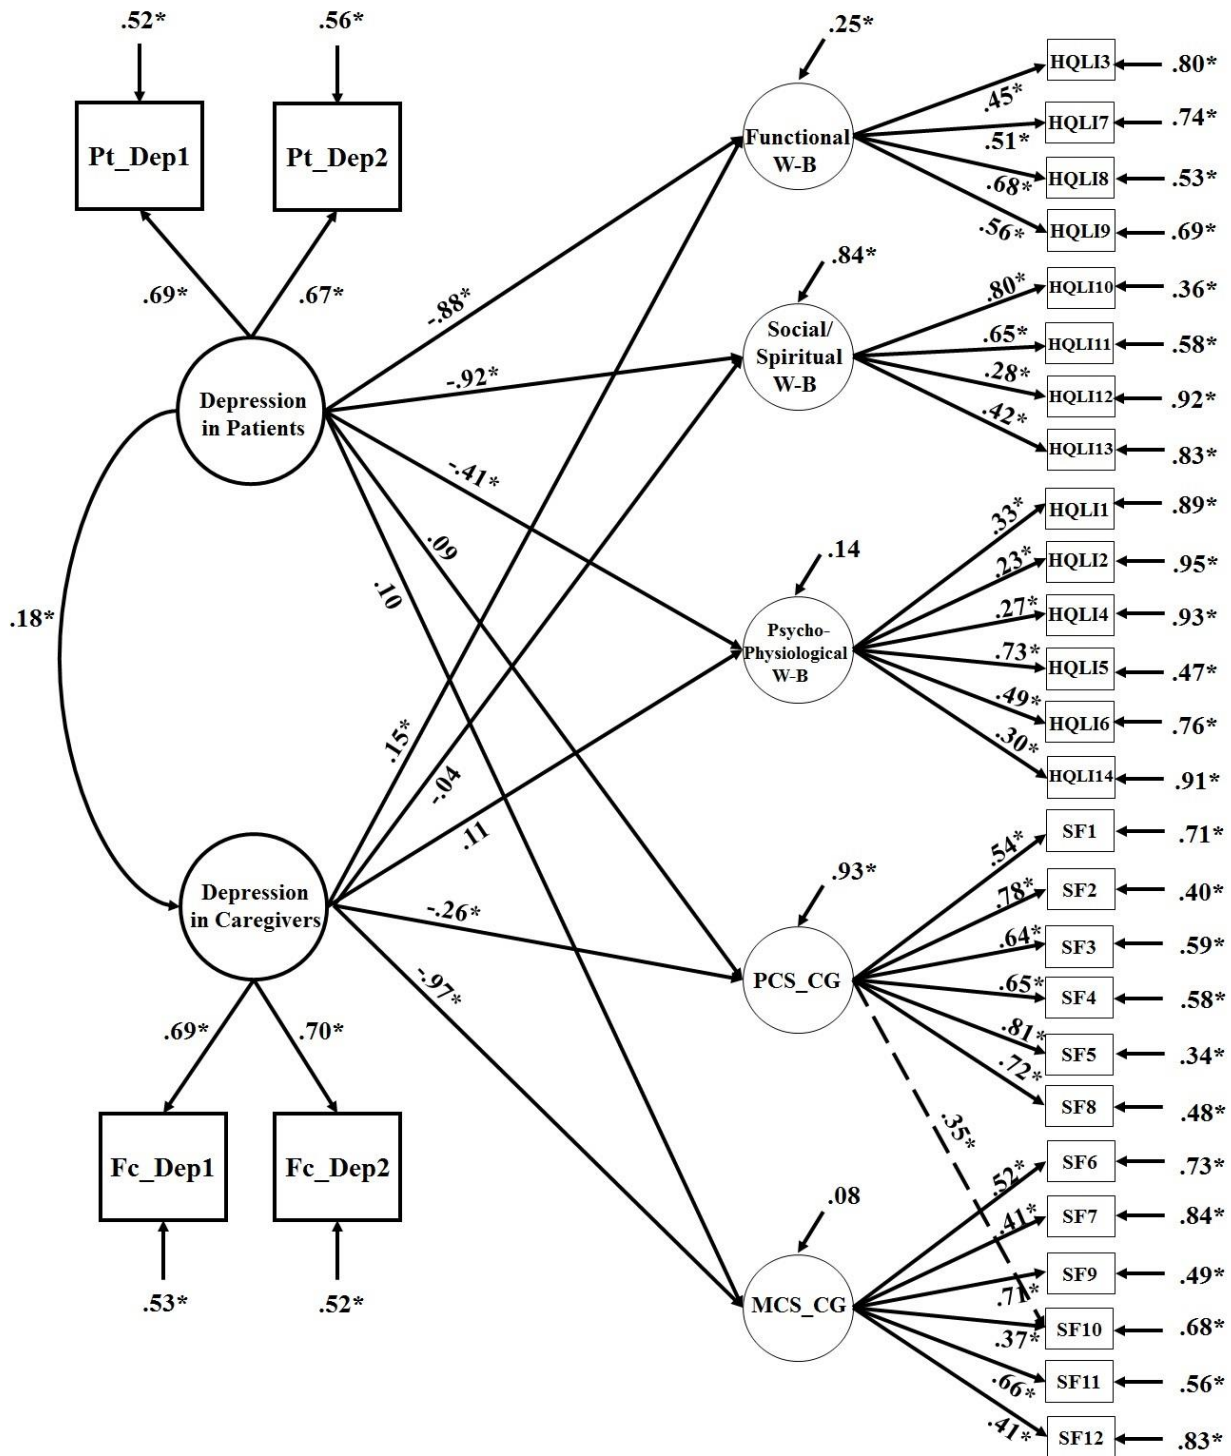 .52*
.56*
Pt_Dep1
Pt_Dep2
.69*
.67*
Depression
in Patients
.18*
Depression
in Caregivers
.69*
.70*
Fc_Dep1
Fc_Dep2
.53*
.52*
-.88*
-.92*
-.41*
.09
.10
.15*
-.04
.11
-.26*
-.97*
.25*
Functional
W-B
.45*
.51*
.68*
.56*
HQLI3
.80*
HQLI7
.74*
HQLI8
.53*
HQLI9
.69*
.84*
Social/
Spiritual
W-B
.80*
.65*
.28*
.42*
HQLI10
.36*
HQLI11
.58*
HQLI12
.92*
HQLI13
.83*
.14
Psycho-
Physiological
W-B
.33*
.23*
.27*
.73*
.49*
.30*
HQLI1
.89*
HQLI2
.95*
HQLI4
.93*
HQLI5
.47*
HQLI6
.76*
HQLI14
.91*
.93*
PCS_CG
.54*
.78*
.64*
.65*
.81*
.72*
.35*
SF1
.71*
SF2
.40*
SF3
.59*
SF4
.58*
SF5
.34*
SF8
.48*
.08
MCS_CG
.52*
.41*
.71*
.37*
.66*
.41*
SF6
.73*
SF7
.84*
SF9
.49*
SF10
.68*
SF11
.56*
SF12
.83*